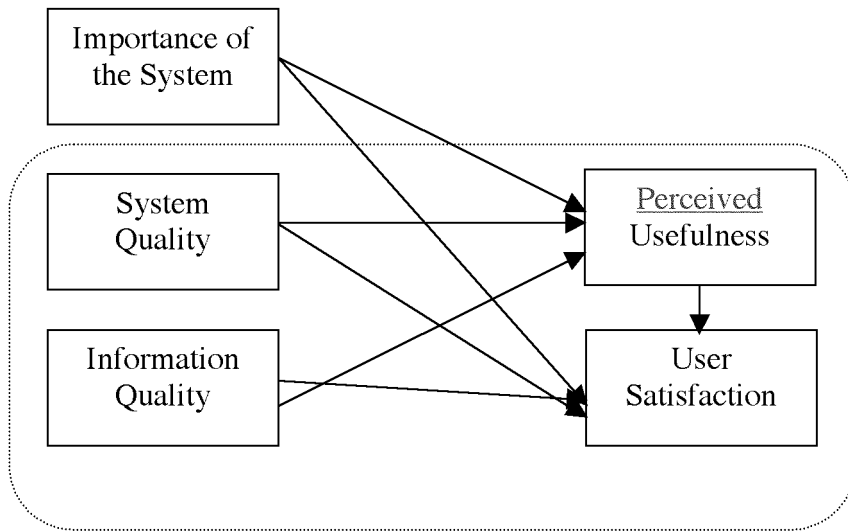 Importance of
the System
System
Quality
Perceived
Usefulness
Information
Quality
User
Satisfaction